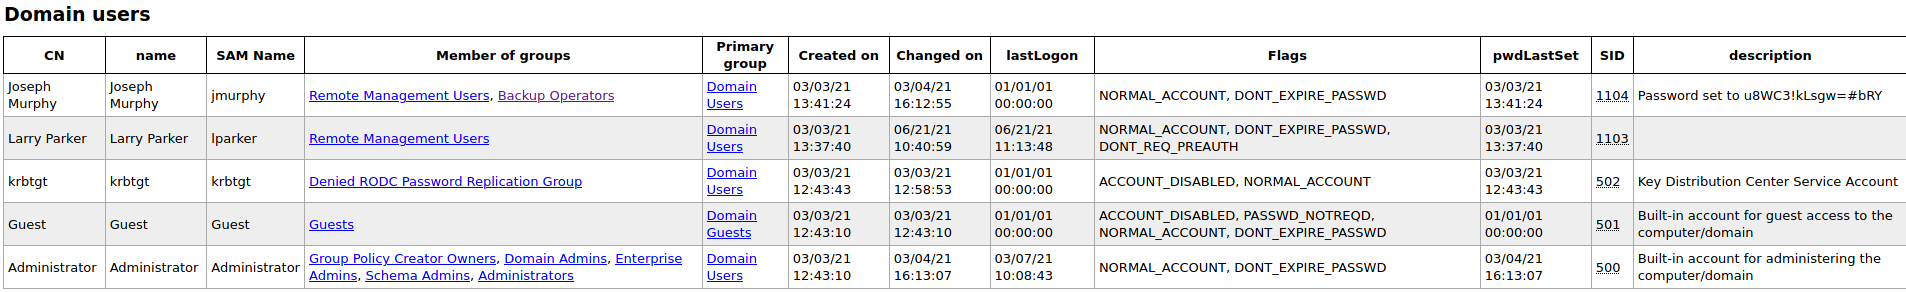 Domain users
CN name SAM Name Member of groups Primary group Created on Changed on lastLogon Flags pwdLastSet SID description
Joseph Murphy Joseph Murphy jmurphy Remote Management Users, Backup Operators Domain Users 03/03/21 13:41:24 03/04/21 16:12:55 01/01/01 00:00:00 NORMAL_ACCOUNT, DONT_EXPIRE_PASSWD 03/03/21 13:41:24 1104 Password set to u8WC3!kLsgw=#bRY
Larry Parker Larry Parker lparker Remote Management Users Domain Users 03/03/21 13:37:40 06/21/21 10:40:59 06/21/21 11:13:48 NORMAL_ACCOUNT, DONT_EXPIRE_PASSWD, DONT_REQ_PREAUTH 03/03/21 13:37:40 1103
krbtgt krbtgt krbtgt Denied RODC Password Replication Group Domain Users 03/03/21 12:43:43 03/03/21 12:58:53 01/01/01 00:00:00 ACCOUNT_DISABLED, NORMAL_ACCOUNT 03/03/21 12:43:43 502 Key Distribution Center Service Account
Guest Guest Guest Guests Domain Guests 03/03/21 12:43:10 03/03/21 12:43:10 01/01/01 00:00:00 ACCOUNT_DISABLED, PASSWD_NOTREQD, NORMAL_ACCOUNT, DONT_EXPIRE_PASSWD 01/01/01 00:00:00 501 Built-in account for guest access to the computer/domain
Administrator Administrator Administrator Group Policy Creator Owners, Domain Admins, Enterprise Admins, Schema Admins, Administrators Domain Users 03/03/21 12:43:10 03/04/21 16:13:07 03/07/21 10:08:43 NORMAL_ACCOUNT, DONT_EXPIRE_PASSWD 03/04/21 16:13:07 500 Built-in account for administering the computer/domain